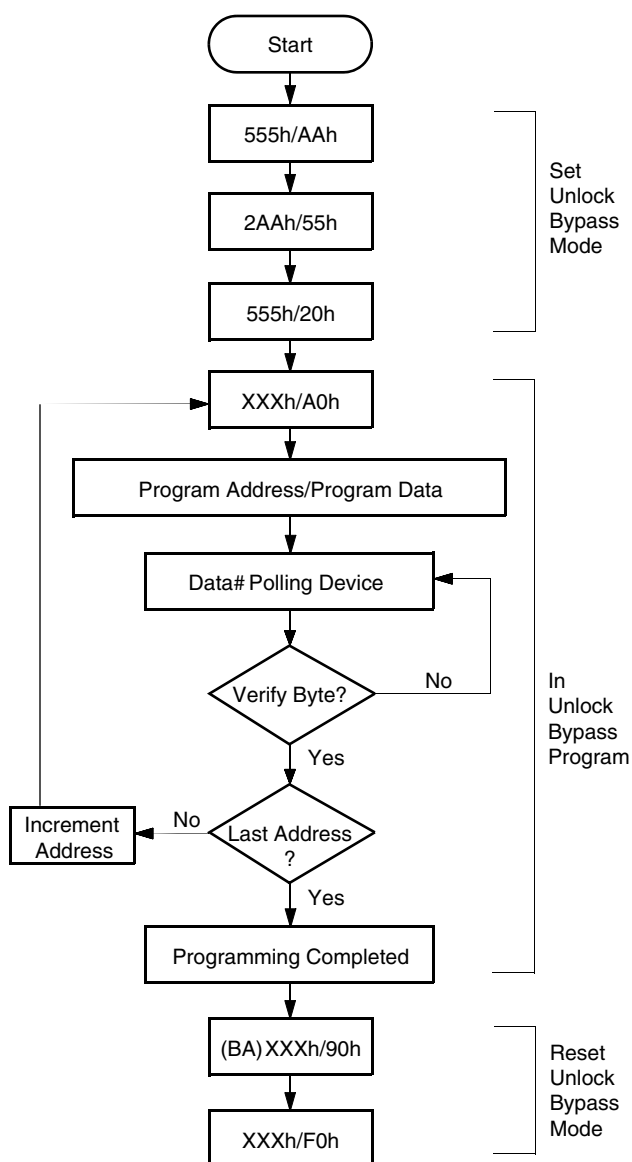 Start
555h/AAh
2AAh/55h
555h/20h
Set
Unlock
Bypass
Mode
XXXh/A0h
Program Address/Program Data
Data# Polling Device
Verify Byte?
No
Yes
In
Unlock
Bypass
Program
Increment
Address
No
Last Address
?
Yes
Programming Completed
(BA) XXXh/90h
XXXh/F0h
Reset
Unlock
Bypass
Mode